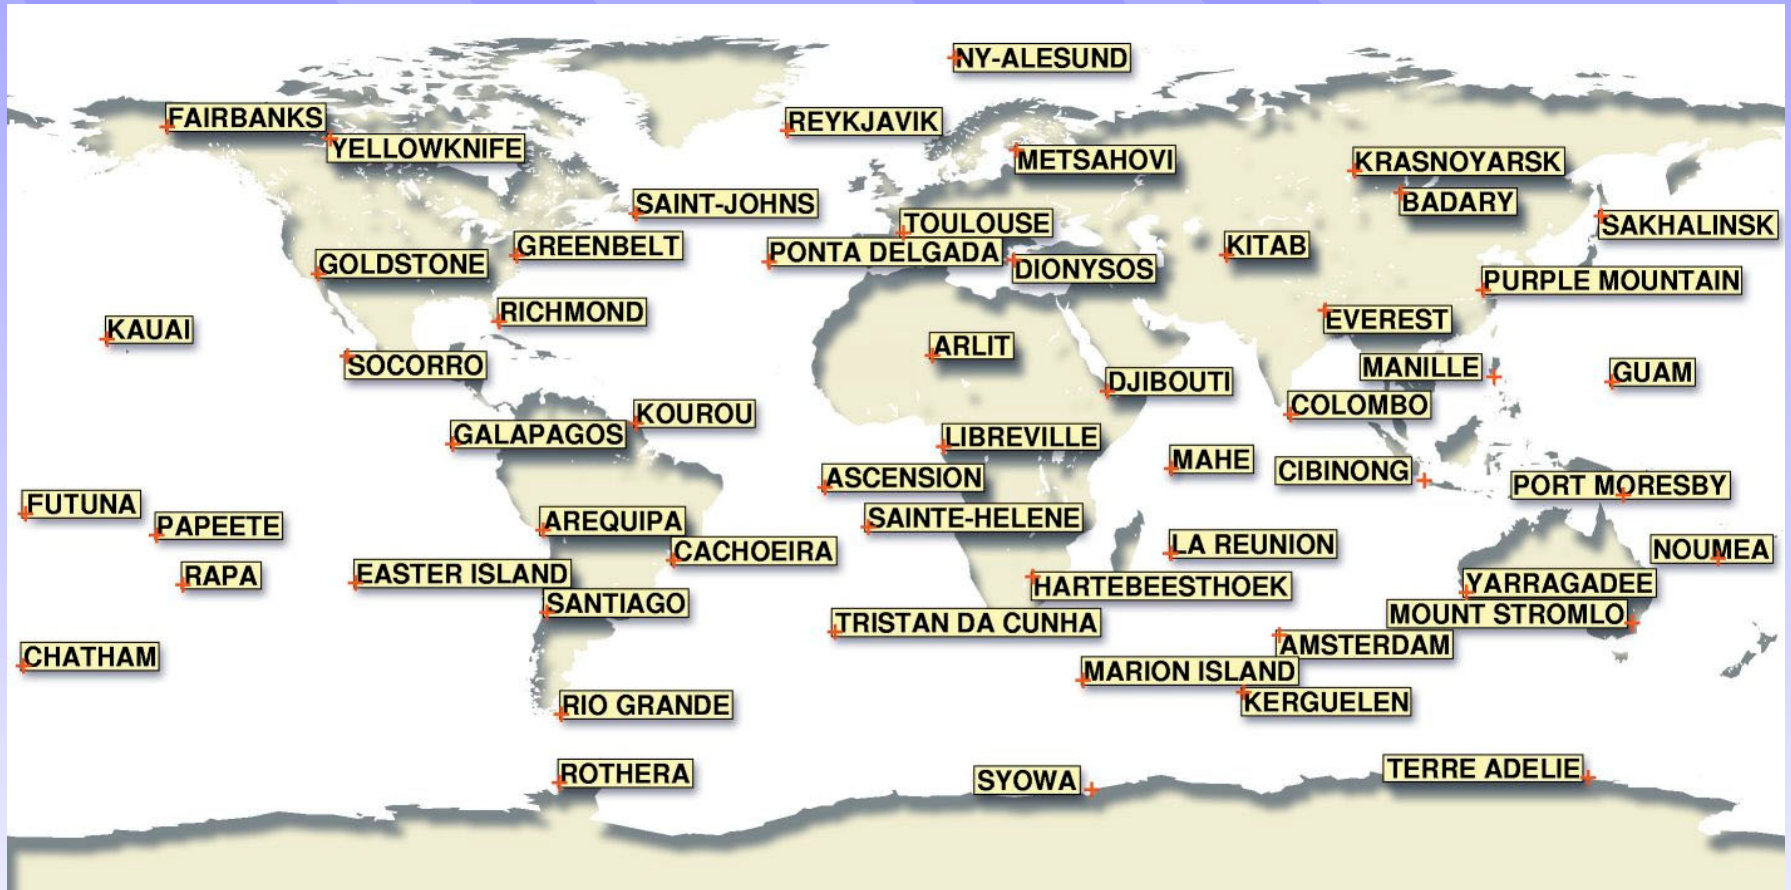 NY-ALESUND
FAIRBANKS
REYKJAVIK
YELLOWKNIFE
METSAHOVI
KRASNOYARSK
SAINT-JOHNS
BADARY
TOULOUSE
SAKHALINSK
GREENBELT
PONTA DELGADA
KITAB
GOLDSTONE
DIONYSOS
PURPLE MOUNTAIN
RICHMOND
EVEREST
KAUAI
ARLIT
SOCORRO
MANILLE
GUAM
DJIBOUTI
COLOMBO
KOUROU
GALAPAGOS
LIBREVILLE
MAHE
CIBINONG
ASCENSION
PORT MORESBY
FUTUNA
PAPEETE
AREQUIPA
SAINTE-HELENE
CACHOEIRA
LA REUNION
NOUMEA
RAPA
EASTER ISLAND
HARTEBEESTHOEK
YARRAGADEE
SANTIAGO
MOUNT STROMLO
TRISTAN DA CUNHA
AMSTERDAM
CHATHAM
MARION ISLAND
KERGUELEN
RIO GRANDE
ROTHERA
SYOWA
TERRE ADELIE